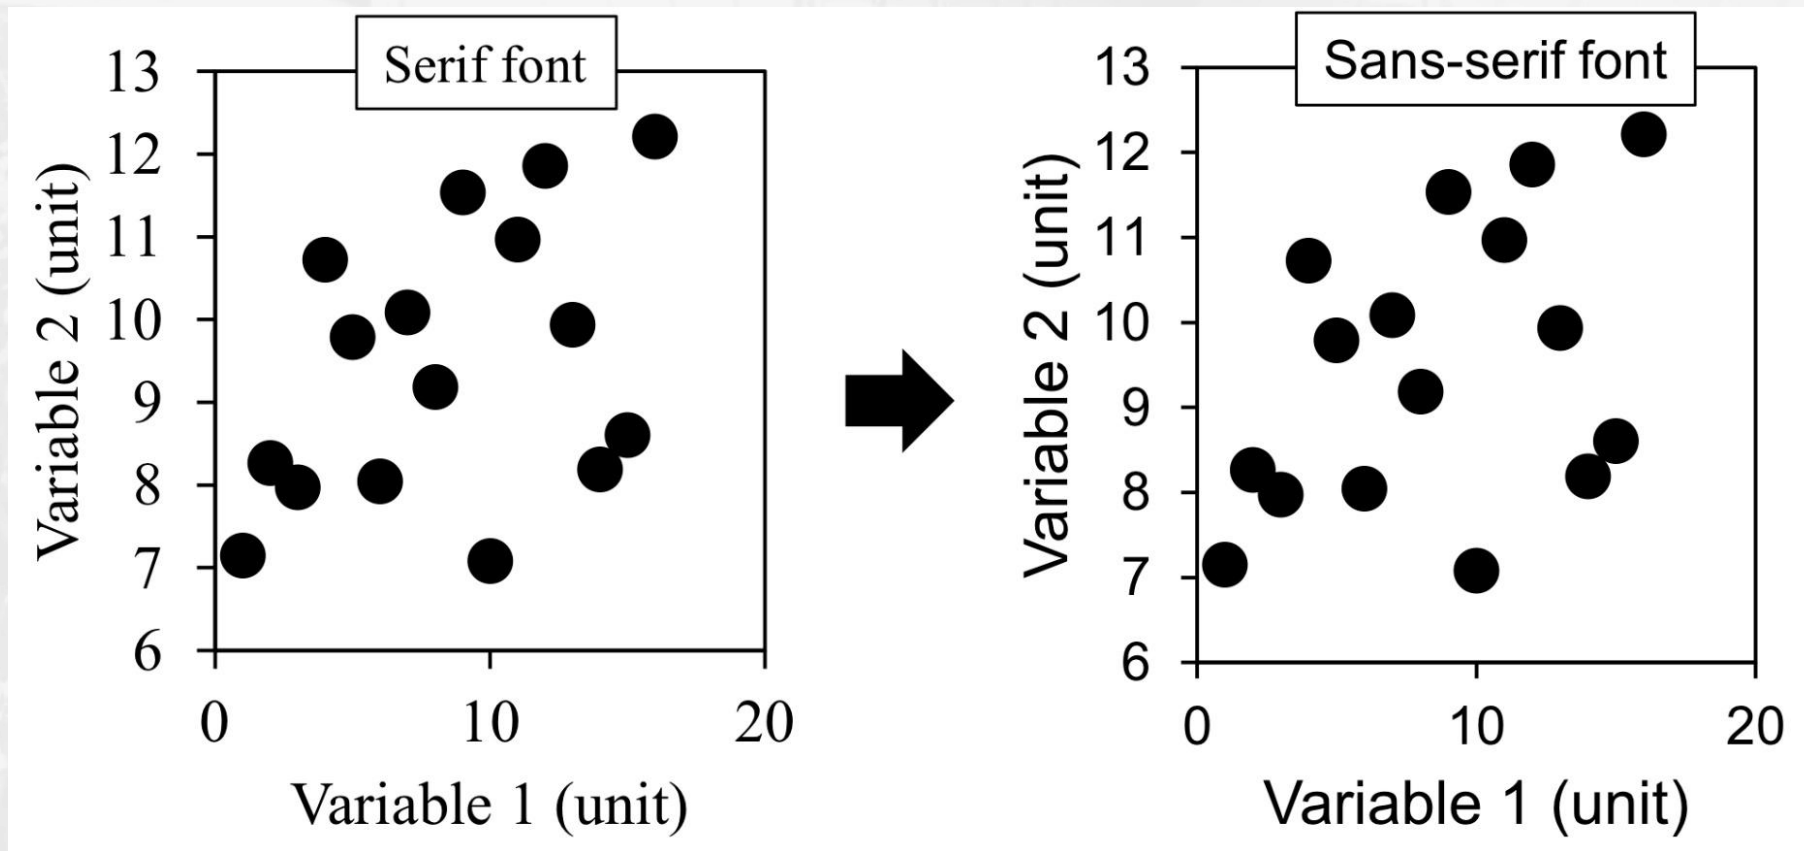 Serif font
13
12
11
10
9
8
7
6
Variable 2 (unit)
0 10 20
Variable 1 (unit)
Sans-serif font
13
12
11
10
9
8
7
6
Variable 2 (unit)
0 10 20
Variable 1 (unit)